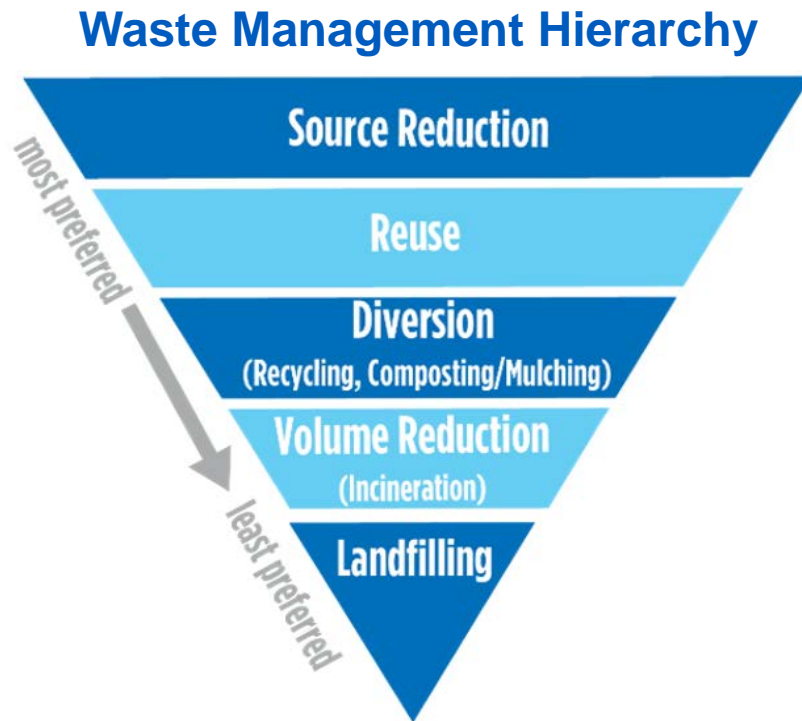 Waste Management Hierarchy
Source Reduction
most preferred
Reuse
Diversion
(Recycling, Composting/Mulching)
Volume Reduction
(Incineration)
least preferred
Landfilling